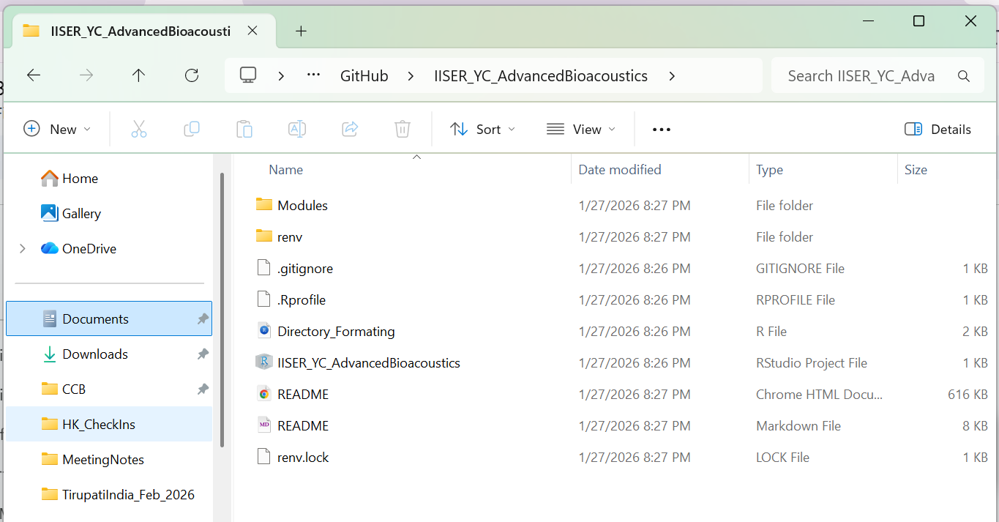 IISER_YC_AdvancedBioacousti
GitHub > IISER_YC_AdvancedBioacoustics >
Search IISER_YC_Adva
New
Sort
View
Details
Home
Gallery
OneDrive
Documents
Downloads
CCB
HK_CheckIns
MeetingNotes
TirupatiIndia_Feb_2026
Name Date modified Type Size
Modules 1/27/2026 8:27 PM File folder
renv 1/27/2026 8:27 PM File folder
.gitignore 1/27/2026 8:26 PM GITIGNORE File 1 KB
.Rprofile 1/27/2026 8:26 PM RPROFILE File 1 KB
Directory_Formating 1/27/2026 8:26 PM R File 2 KB
IISER_YC_AdvancedBioacoustics 1/27/2026 8:26 PM RStudio Project File 1 KB
README 1/27/2026 8:27 PM Chrome HTML Docu... 616 KB
README 1/27/2026 8:27 PM Markdown File 8 KB
renv.lock 1/27/2026 8:27 PM LOCK File 1 KB